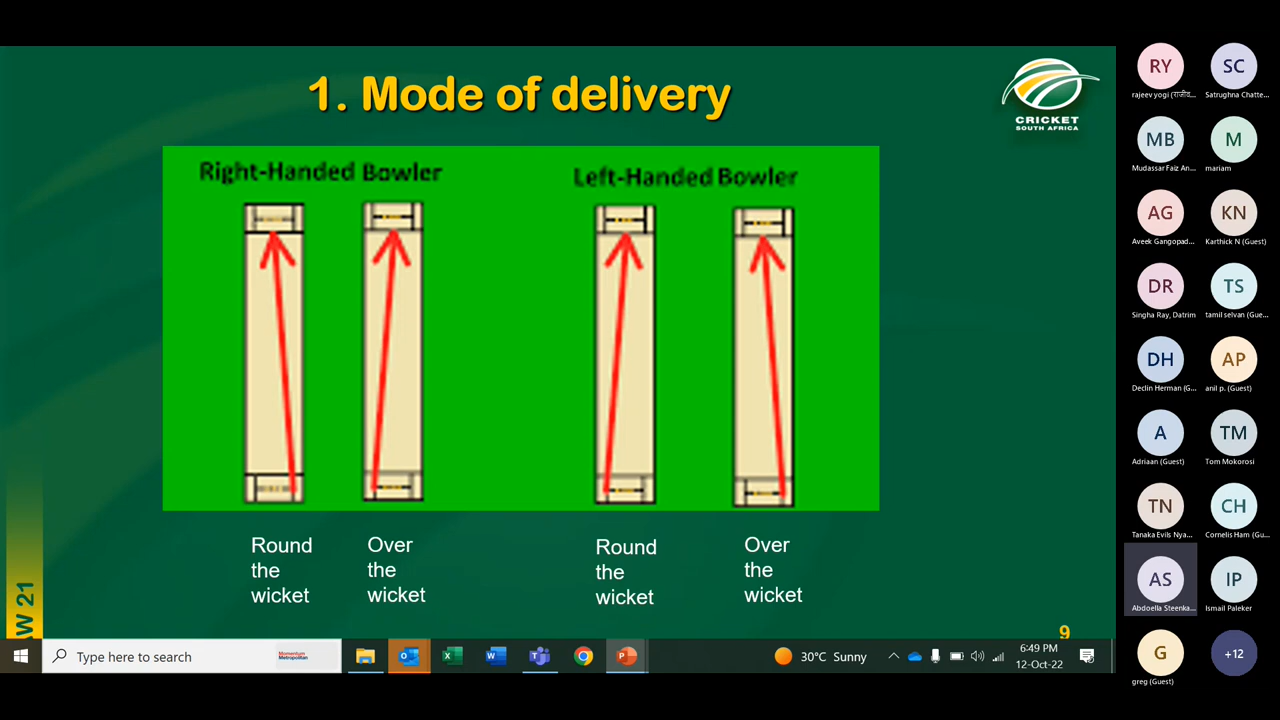 1. Mode of delivery
CRICKET
SOUTH AFRICA
Right-Handed Bowler
Left-Handed Bowler
Round
the
wicket
Over
the
wicket
Round
the
wicket
Over
the
wicket
9
W 21
RY
rajeev yogi (राजीव...
SC
Satrughna Chatte...
MB
Mudassar Faiz An...
M
mariam
AG
Aveek Gangopad...
KN
Karthick N (Guest)
DR
Singha Ray, Datrim
TS
tamil selvan (Gue...
DH
Declin Herman (G...
AP
anil p. (Guest)
A
Adriaan (Guest)
TM
Tom Mokorosi
TN
Tanaka Evils Nya...
CH
Cornelis Ham (Gu...
AS
Abdoella Steenka...
IP
Ismail Paleker
G
greg (Guest)
+12
Type here to search
Momentum
Metropolitan
30°C Sunny
6:49 PM
12-Oct-22